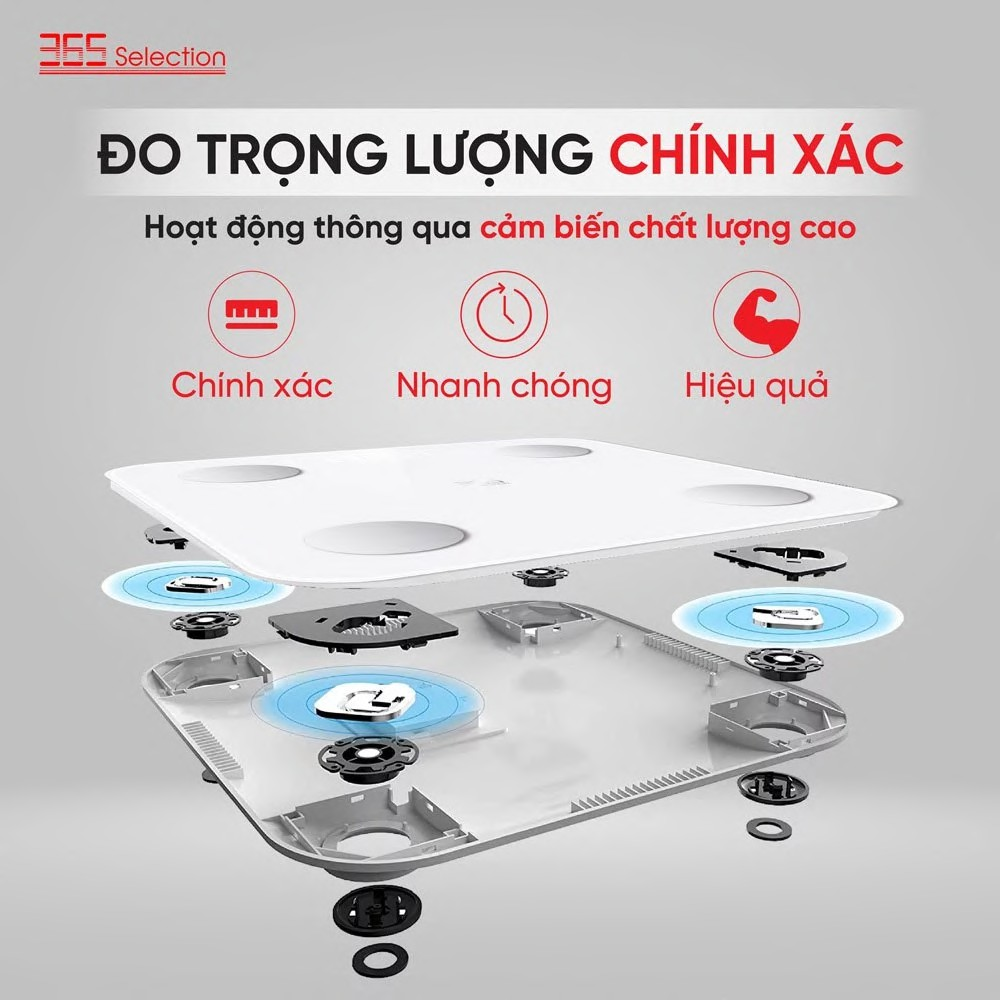 365 Selection
ĐO TRỌNG LƯỢNG CHÍNH XÁC
Hoạt động thông qua cảm biến chất lượng cao
Chính xác
Nhanh chóng
Hiệu quả